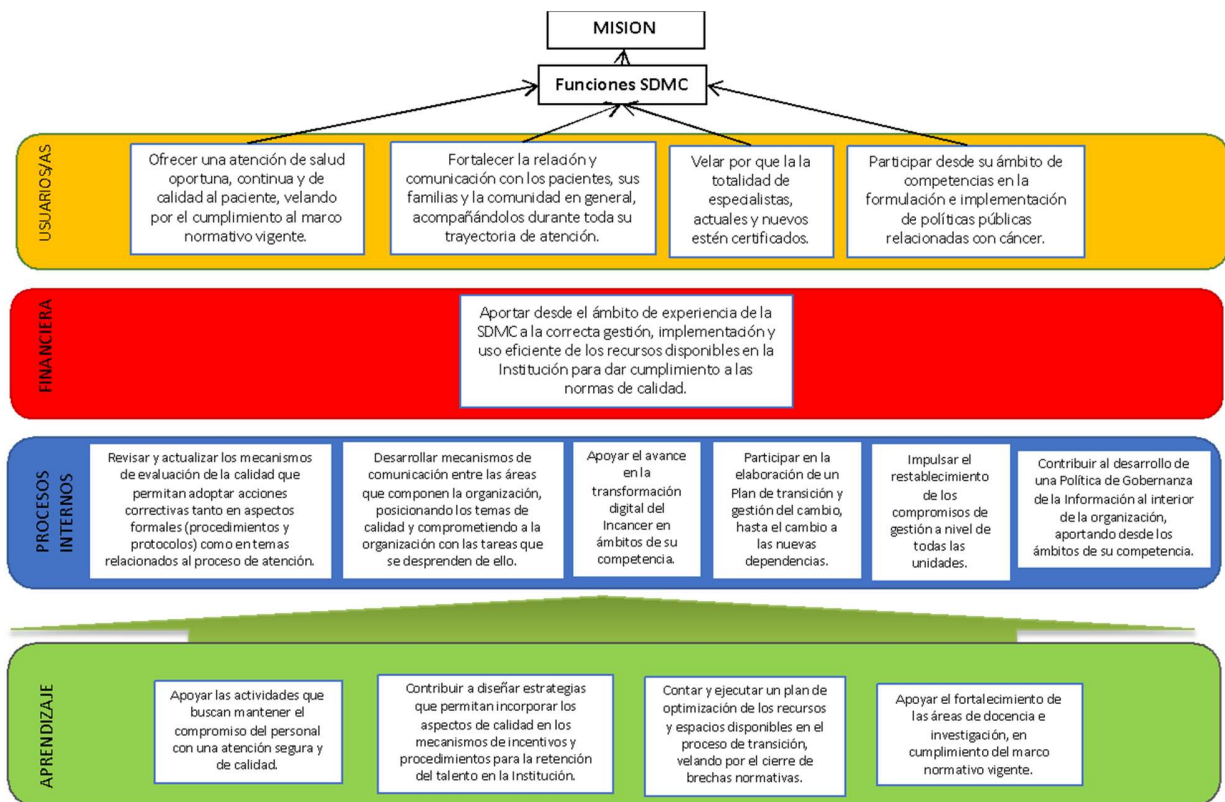 MISION
Funciones SDMC
USUARIOS/AS
Ofrecer una atención de salud
oportuna, continua y de
calidad al paciente, velando
por el cumplimiento al marco
normativo vigente.
Fortalecer la relación y
comunicación con los pacientes, sus
familias y la comunidad en general,
acompañándolos durante toda su
trayectoria de atención.
Velar por que la la
totalidad de
especialistas,
actuales y nuevos
estén certificados.
Participar desde su ámbito de
competencias en la
formulación e implementación
de políticas públicas
relacionadas con cáncer.
FINANCIERA
Aportar desde el ámbito de experiencia de la
SDMC a la correcta gestión, implementación y
uso eficiente de los recursos disponibles en la
Institución para dar cumplimiento a las
normas de calidad.
PROCESOS
INTERNOS
Revisar y actualizar los mecanismos
de evaluación de la calidad que
permitan adoptar acciones
correctivas tanto en aspectos
formales (procedimientos y
protocolos) como en temas
relacionados al proceso de atención.
Desarrollar mecanismos de
comunicación entre las áreas
que componen la organización,
posicionando los temas de
calidad y comprometiendo a la
organización con las tareas que
se desprenden de ello.
Apoyar el avance
en la
transformación
digital del
Incancer en
ámbitos de su
competencia.
Participar en la
elaboración de un
Plan de transición y
gestión del cambio,
hasta el cambio a
las nuevas
dependencias.
Impulsar el
restablecimiento
de los
compromisos de
gestión a nivel de
todas las
unidades.
Contribuir al desarrollo de
una Política de Gobernanza
de la Información al interior
de la organización,
aportando desde los
ámbitos de su competencia.
APRENDIZAJE
Apoyar las actividades que
buscan mantener el
compromiso del personal
con una atención segura y
de calidad.
Contribuir a diseñar estrategias
que permitan incorporar los
aspectos de calidad en los
mecanismos de incentivos y
procedimientos para la retención
del talento en la Institución.
Contar y ejecutar un plan de
optimización de los recursos
y espacios disponibles en el
proceso de transición,
velando por el cierre de
brechas normativas.
Apoyar el fortalecimiento de
las áreas de docencia e
investigación, en
cumplimiento del marco
normativo vigente.